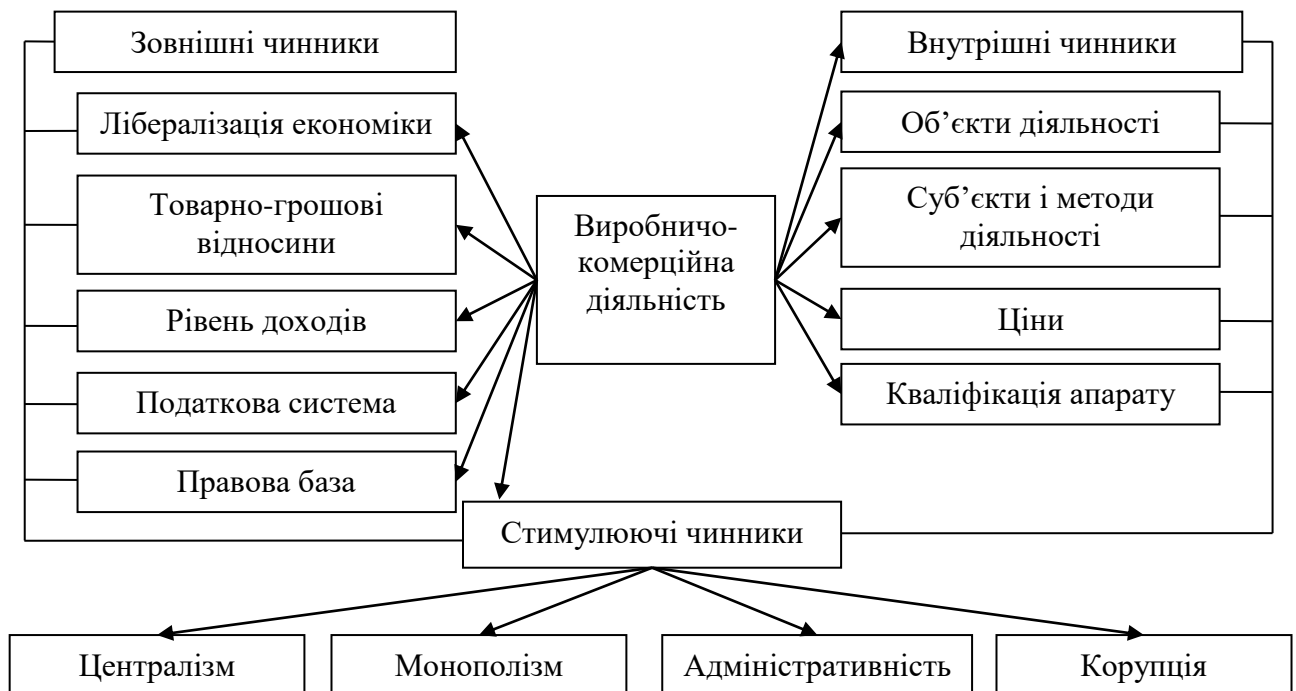 Зовнішні чинники
Внутрішні чинники
Лібералізація економіки
Об’єкти діяльності
Товарно-грошові
відносини
Виробничо-
комерційна
діяльність
Суб’єкти і методи
діяльності
Рівень доходів
Ціни
Податкова система
Кваліфікація апарату
Правова база
Стимулюючі чинники
Централізм
Монополізм
Адміністративність
Корупція